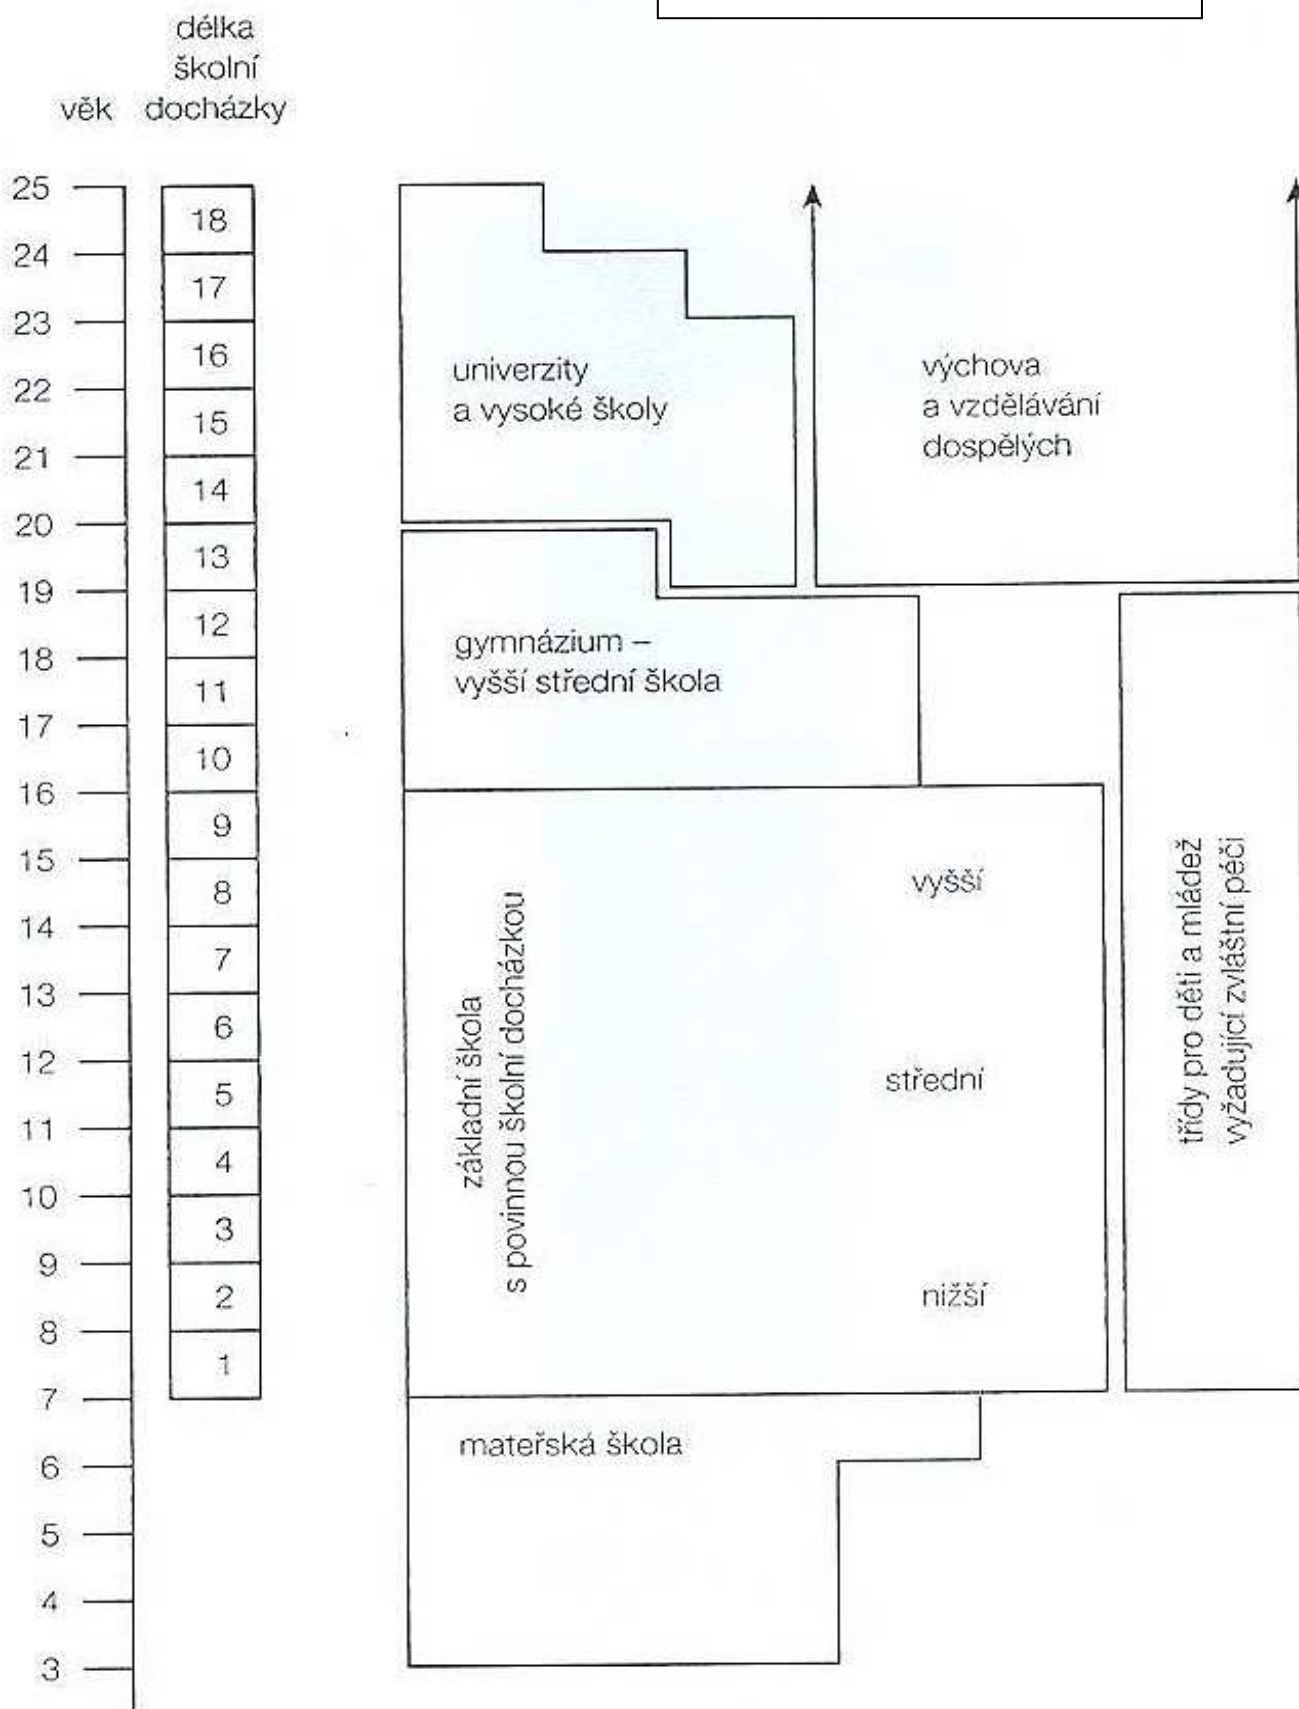 délka
školní
věk docházky
25
18
24
17
23
16
22
15
21
14
20
13
19
12
18
11
17
10
16
9
15
8
14
7
13
6
12
5
11
4
10
3
9
2
8
1
7
6
5
4
3
univerzity
a vysoké školy
výchova
a vzdělávání
dospělých
gymnázium –
vyšší střední škola
základní škola
s povinnou školní docházkou
vyšší
střední
nižší
třídy pro děti a mládež
vyžadující zvláštní péči
mateřská škola